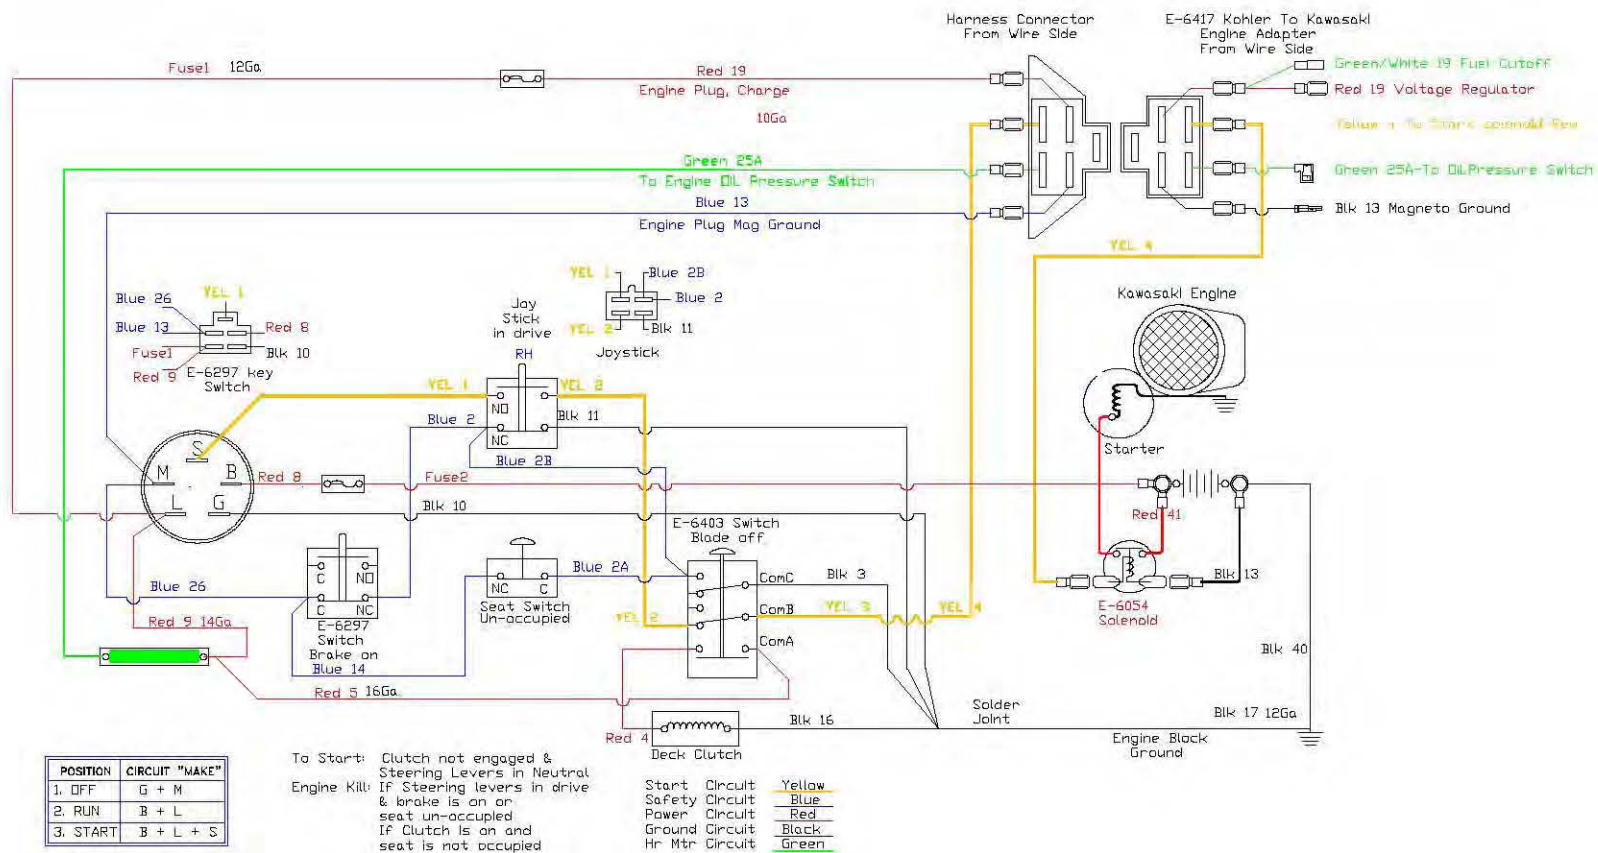 Harness Connector
From Wire Side
E-6417 Kohler To Kawasaki
Engine Adapter
From Wire Side
Fuse1 12Ga
Red 19
Engine Plug, Charge
10Ga
Green/White 19 Fuel Cutoff
Red 19 Voltage Regulator
Green 25A
To Engine OIL Pressure Switch
Green 25A-To OILPressure Switch
Blue 13
Engine Plug Mag Ground
Blk 13 Magneto Ground
YEL 4
Kawasaki Engine
YEL 1
Blue 26
Blue 13
Red 8
Fuse1
Blk 10
Red 9
E-6297 key
Switch
Joy
Stick
in drive
RH
YEL 1
Blue 2B
Blue 2
YEL 2
Blk 11
Joystick
YEL 1
YEL 2
NO
Blue 2
Blk 11
NC
Blue 2B
Starter
S
M
B
L
G
Red 8
Fuse2
Blk 10
Red 41
E-6403 Switch
Blade off
C
NO
C
NC
Blue 26
E-6297
Switch
Brake on
NC
C
Seat Switch
Un-occupied
Blue 2A
ComC
Blk 3
ComB
YEL 3
YEL 4
YEL 2
ComA
Blk 13
E-6054
Solenoid
Red 9 14Ga
Blue 14
Red 5 16Ga
Blk 40
Solder
Joint
Blk 17 12Ga
Red 4
Blk 16
Deck Clutch
Engine Block
Ground
POSITION CIRCUIT "MAKE"
1. OFF G + M
2. RUN B + L
3. START B + L + S
To Start: Clutch not engaged &
Steering Levers in Neutral
Engine Kill: If Steering levers in drive
& brake is on or
seat un-occupied
If Clutch is on and
seat is not occupied
Start Circuit Yellow
Safety Circuit Blue
Power Circuit Red
Ground Circuit Black
Hr Mtr Circuit Green